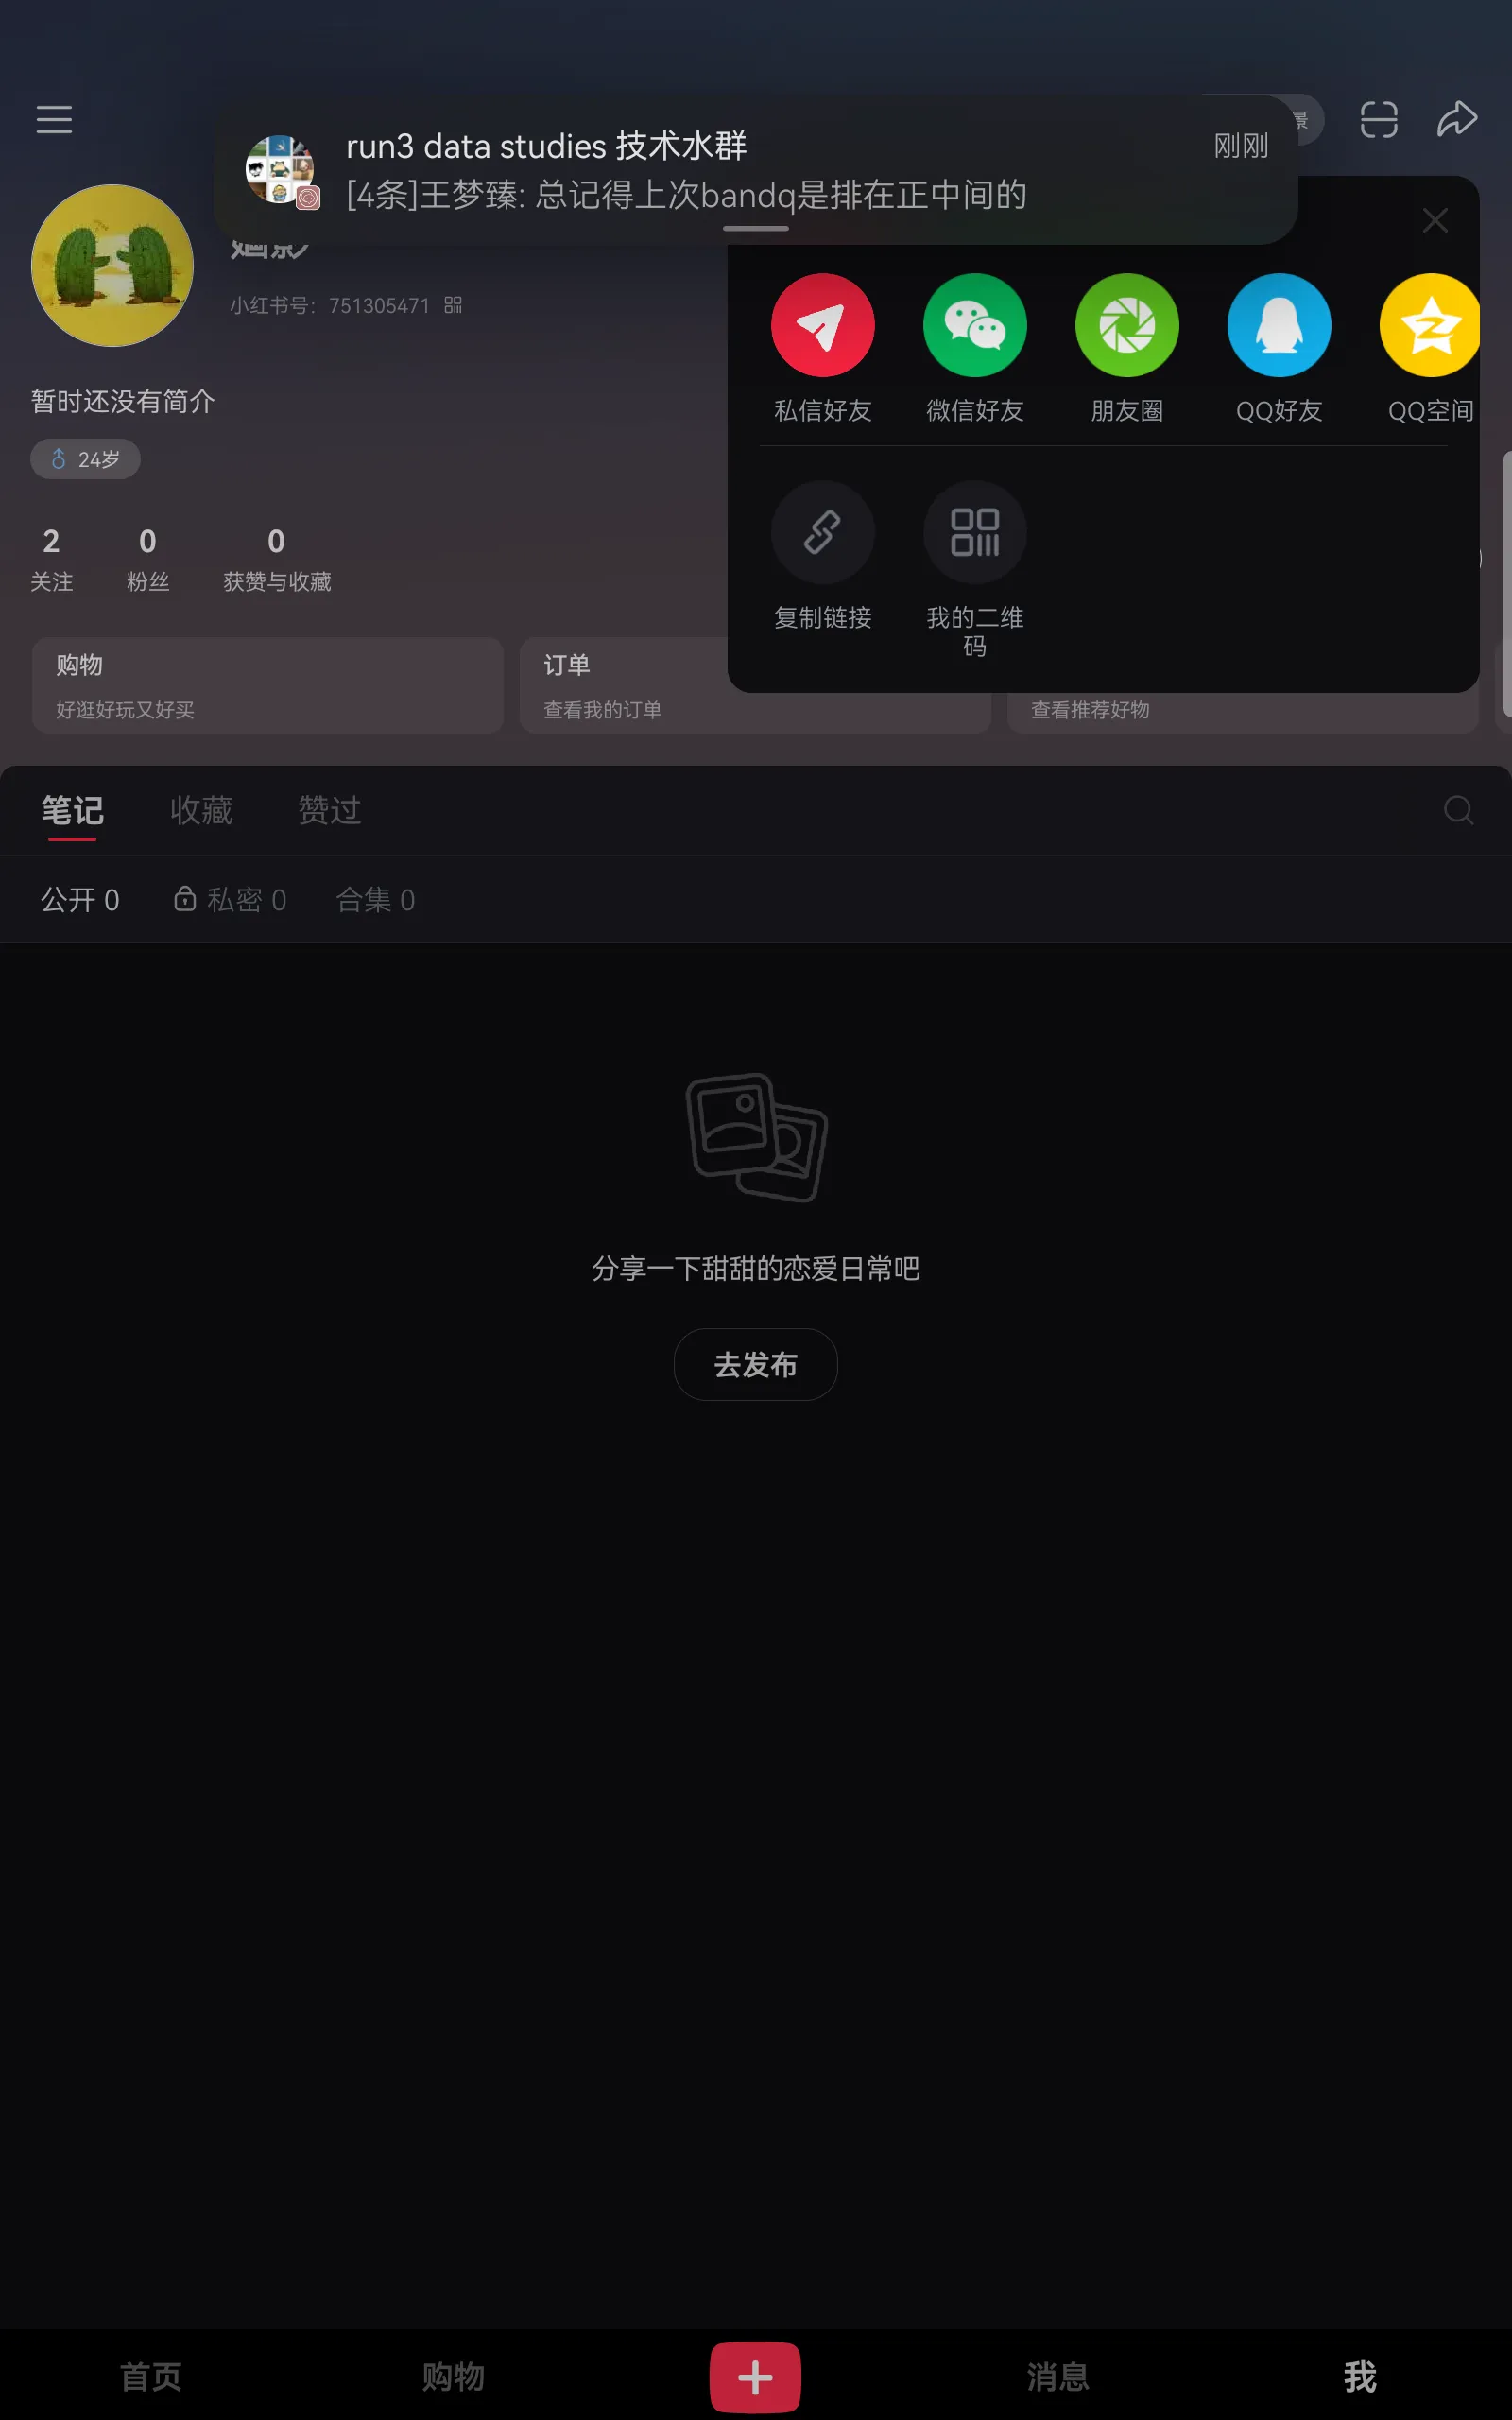 run3 data studies 技术水群
刚刚
[4条]王梦臻: 总记得上次bandq是排在正中间的
小红书号: 751305471
暂时还没有简介
24岁
2
0
0
关注
粉丝
获赞与收藏
私信好友
微信好友
朋友圈
QQ好友
QQ空间
复制链接
我的二维
码
购物
好逛好玩又好买
订单
查看我的订单
查看推荐好物
笔记
收藏
赞过
公开 0
私密 0
合集 0
分享一下甜甜的恋爱日常吧
去发布
首页
购物
消息
我